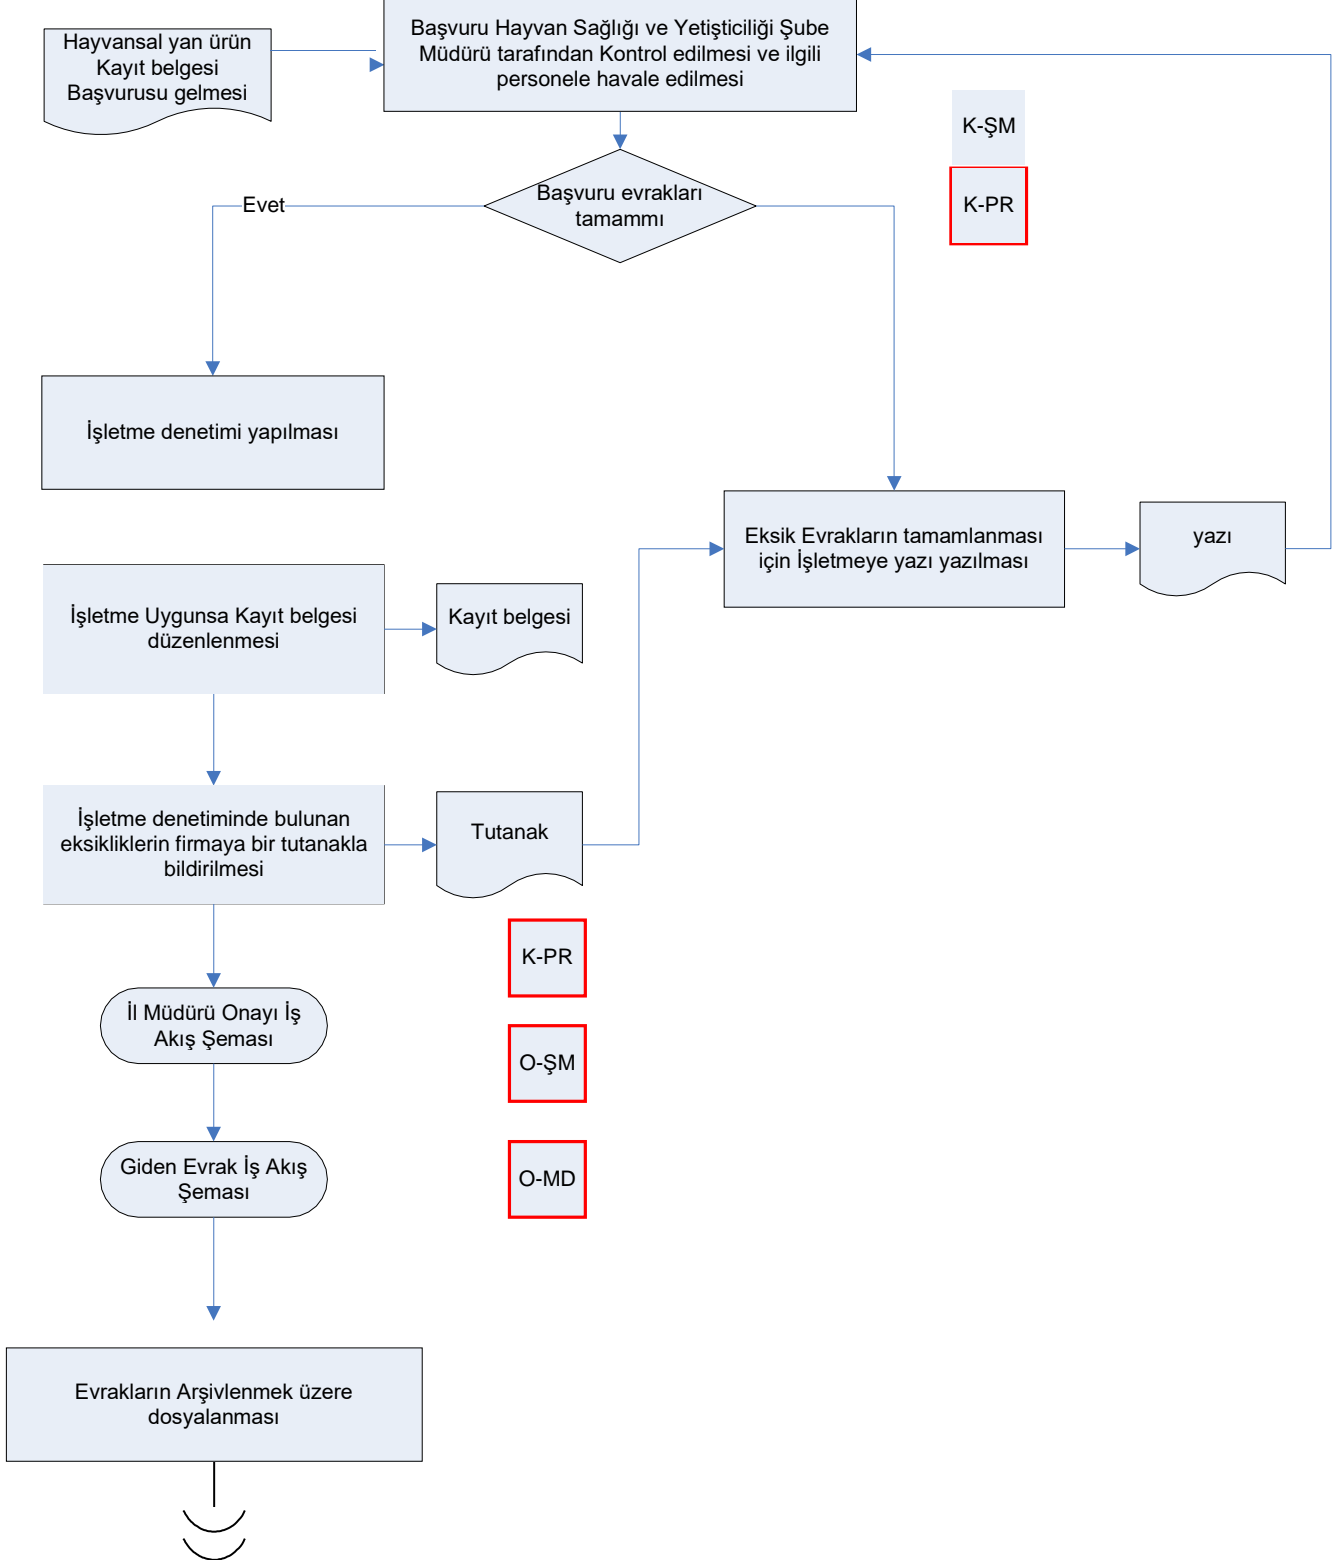 Hayvansal yan ürün
Kayıt belgesi
Başvurusu gelmesi
Başvuru Hayvan Sağlığı ve Yetişticiliği Şube
Müdürü tarafından Kontrol edilmesi ve ilgili
personele havale edilmesi
K-ŞM
K-PR
Başvuru evrakları
tamammı
Evet
İşletme denetimi yapılması
Eksik Evrakların tamamlanması
için İşletmeye yazı yazılması
yazı
İşletme Uygunsa Kayıt belgesi
düzenlenmesi
Kayıt belgesi
İşletme denetiminde bulunan
eksikliklerin firmaya bir tutanakla
bildirilmesi
Tutanak
K-PR
İl Müdürü Onayı İş
Akış Şeması
O-ŞM
Giden Evrak İş Akış
Şeması
O-MD
Evrakların Arşivlenmek üzere
dosyalanması